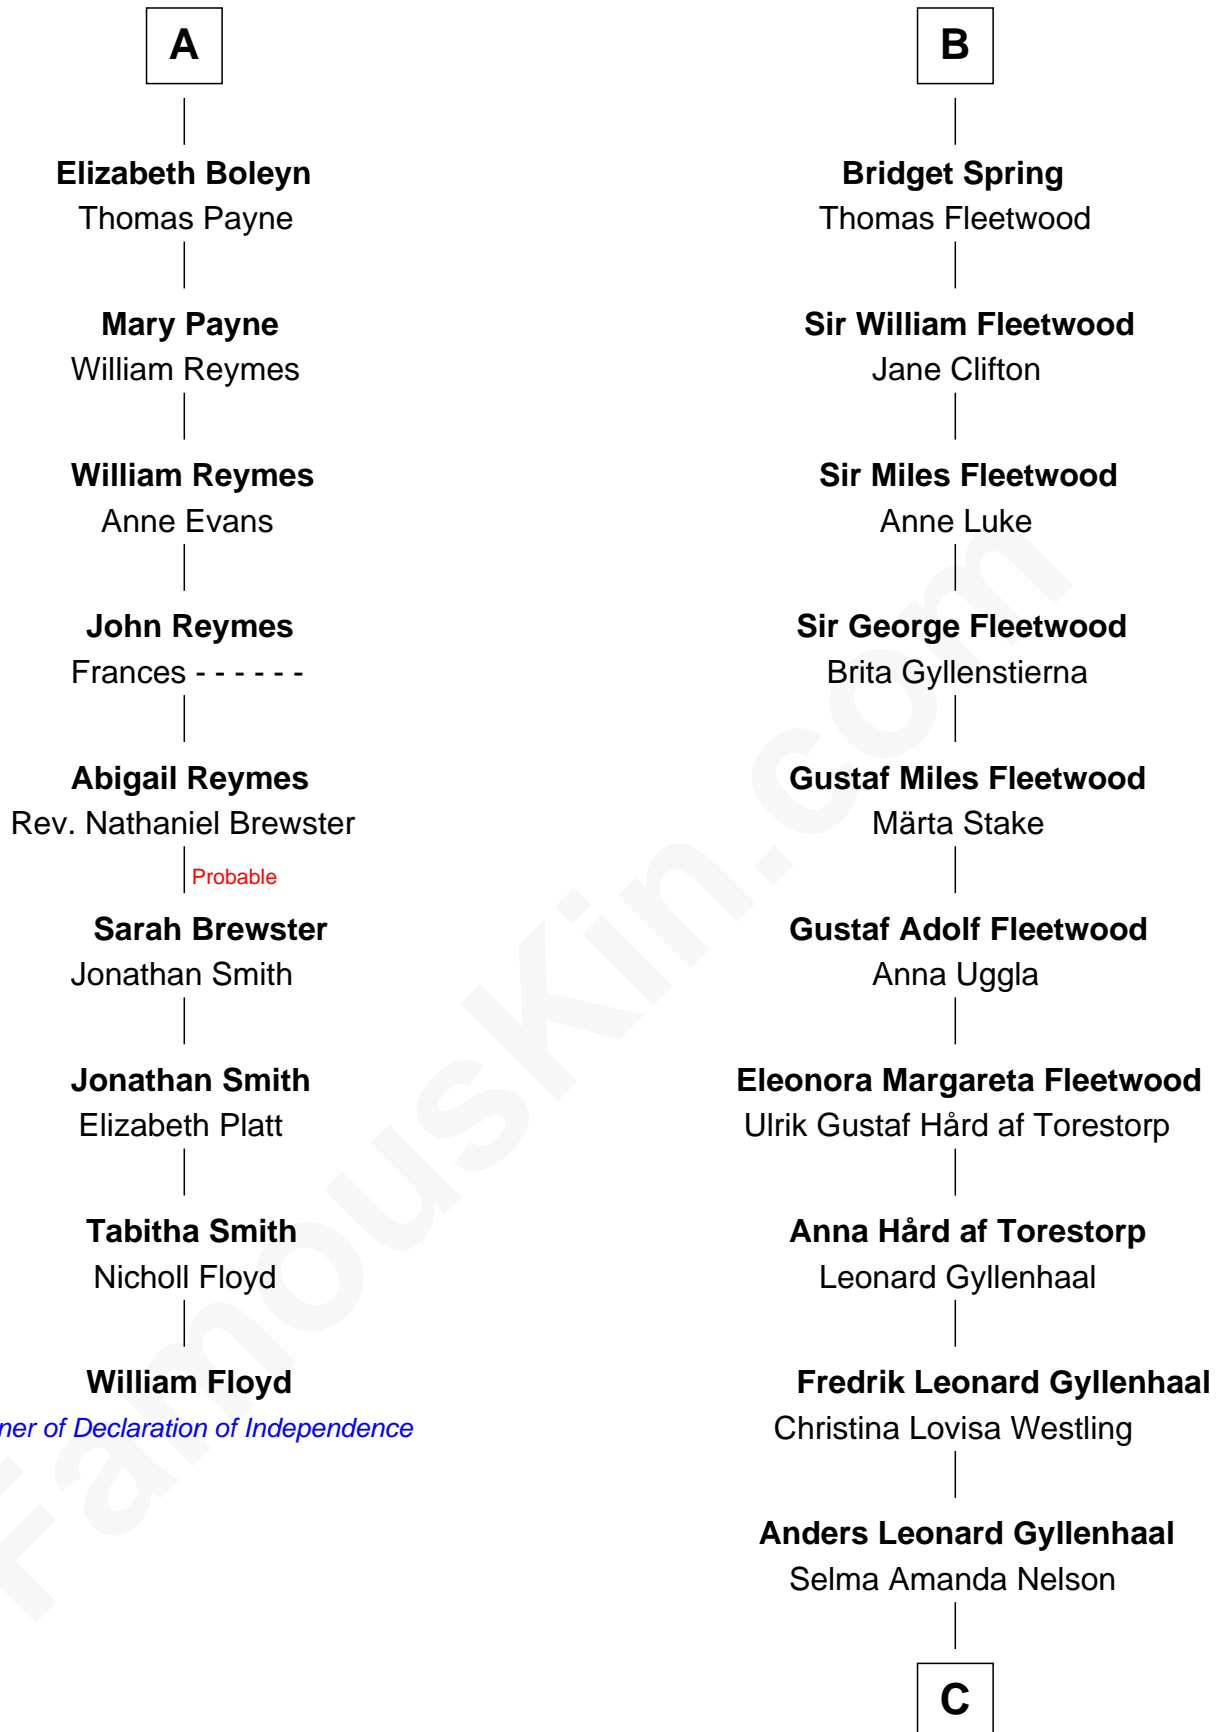 A
Elizabeth Boleyn
Thomas Payne
Mary Payne
William Reymes
William Reymes
Anne Evans
John Reymes
Frances - - - - - -
Abigail Reymes
Rev. Nathaniel Brewster
Probable
Sarah Brewster
Jonathan Smith
Jonathan Smith
Elizabeth Platt
Tabitha Smith
Nicholl Floyd
William Floyd
ner of Declaration of Independence
B
Bridget Spring
Thomas Fleetwood
Sir William Fleetwood
Jane Clifton
Sir Miles Fleetwood
Anne Luke
Sir George Fleetwood
Brita Gyllenstierna
Gustaf Miles Fleetwood
Märta Stake
Gustaf Adolf Fleetwood
Anna Uggla
Eleonora Margareta Fleetwood
Ulrik Gustaf Hård af Torestorp
Anna Hård af Torestorp
Leonard Gyllenhaal
Fredrik Leonard Gyllenhaal
Christina Lovisa Westling
Anders Leonard Gyllenhaal
Selma Amanda Nelson
C
FamousKin.com